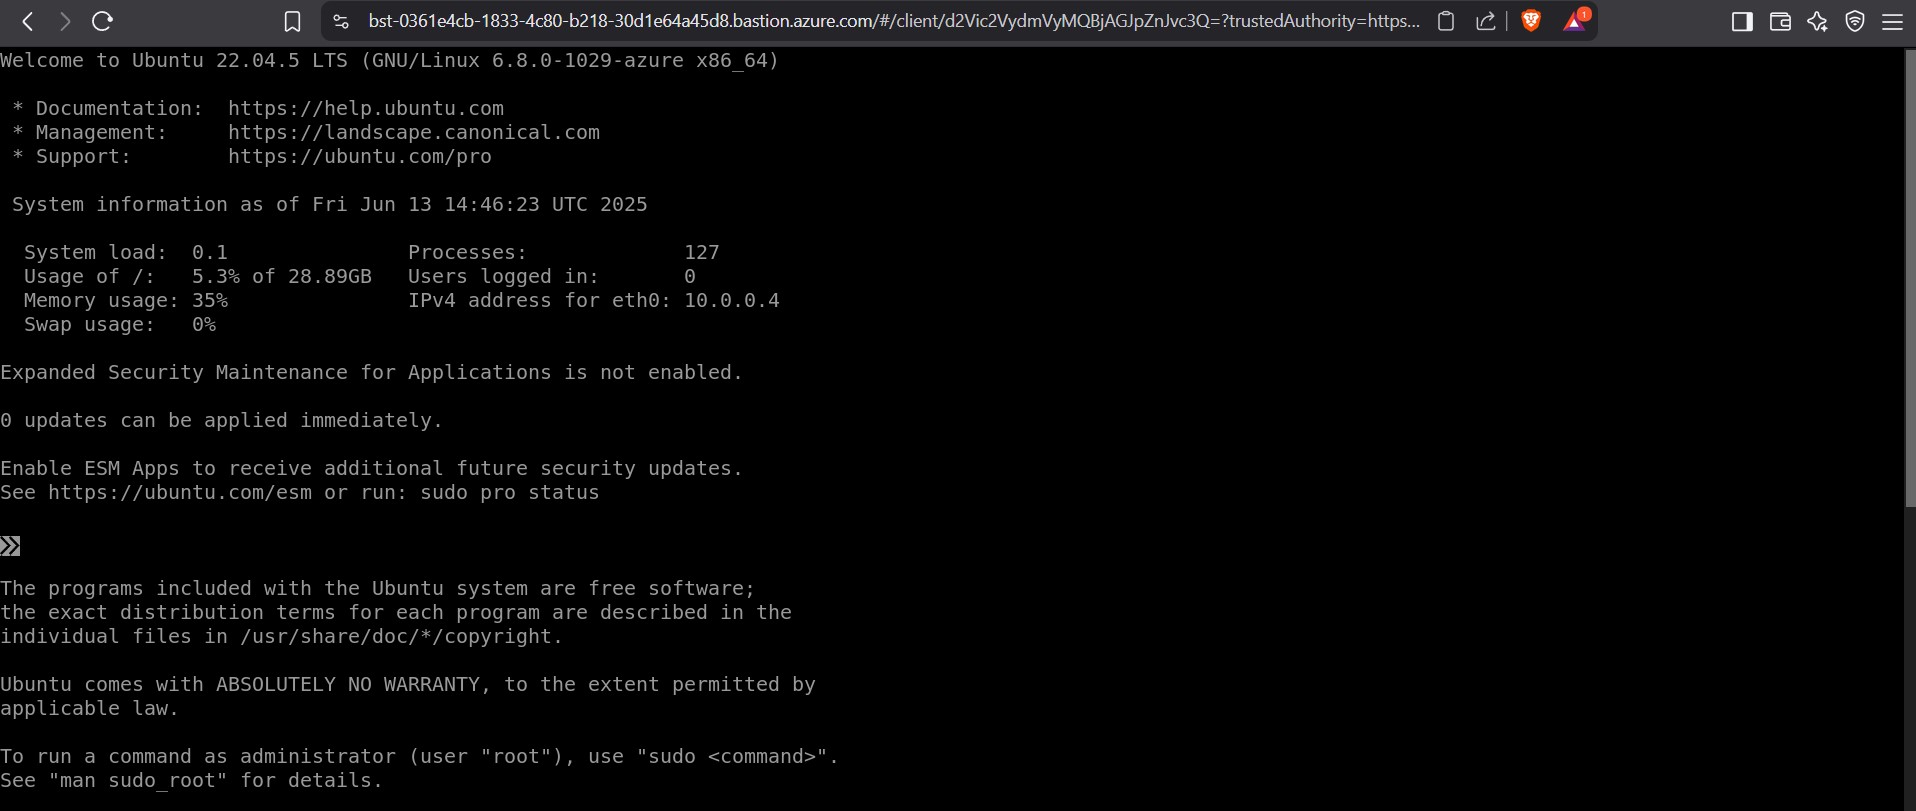 bst-0361e4cb-1833-4c80-b218-30d1e64a45d8.bastion.azure.com/#/client/d2Vic2VydmVyMQBjAGJpZnJvc3Q=?trustedAuthority=https...
1
Welcome to Ubuntu 22.04.5 LTS (GNU/Linux 6.8.0-1029-azure x86_64)
* Documentation:  https://help.ubuntu.com
* Management:     https://landscape.canonical.com
* Support:        https://ubuntu.com/pro
System information as of Fri Jun 13 14:46:23 UTC 2025
System load:  0.1               Processes:             127
Usage of /:   5.3% of 28.89GB   Users logged in:       0
Memory usage: 35%               IPv4 address for eth0: 10.0.0.4
Swap usage:   0%
Expanded Security Maintenance for Applications is not enabled.
0 updates can be applied immediately.
Enable ESM Apps to receive additional future security updates.
See https://ubuntu.com/esm or run: sudo pro status
The programs included with the Ubuntu system are free software;
the exact distribution terms for each program are described in the
individual files in /usr/share/doc/*/copyright.
Ubuntu comes with ABSOLUTELY NO WARRANTY, to the extent permitted by
applicable law.
To run a command as administrator (user "root"), use "sudo <command>".
See "man sudo_root" for details.